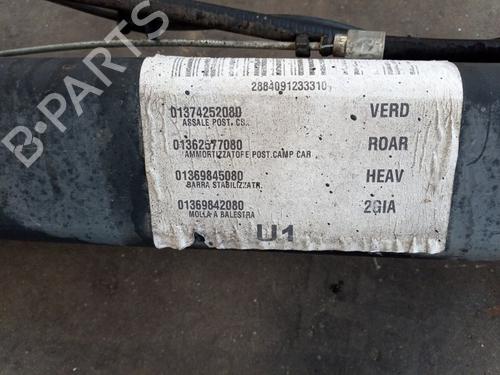 2884091233310
01374252080 VERD
ASSALE POST. CS..
01362577080 ROAR
AMMORTIZZATORE POST.CAMP CAR
01369845080 HEAV
BARRA STABILIZZATR.
01369842080 2GIA
MOLLA A BALESTRA
U1
B-PARTS